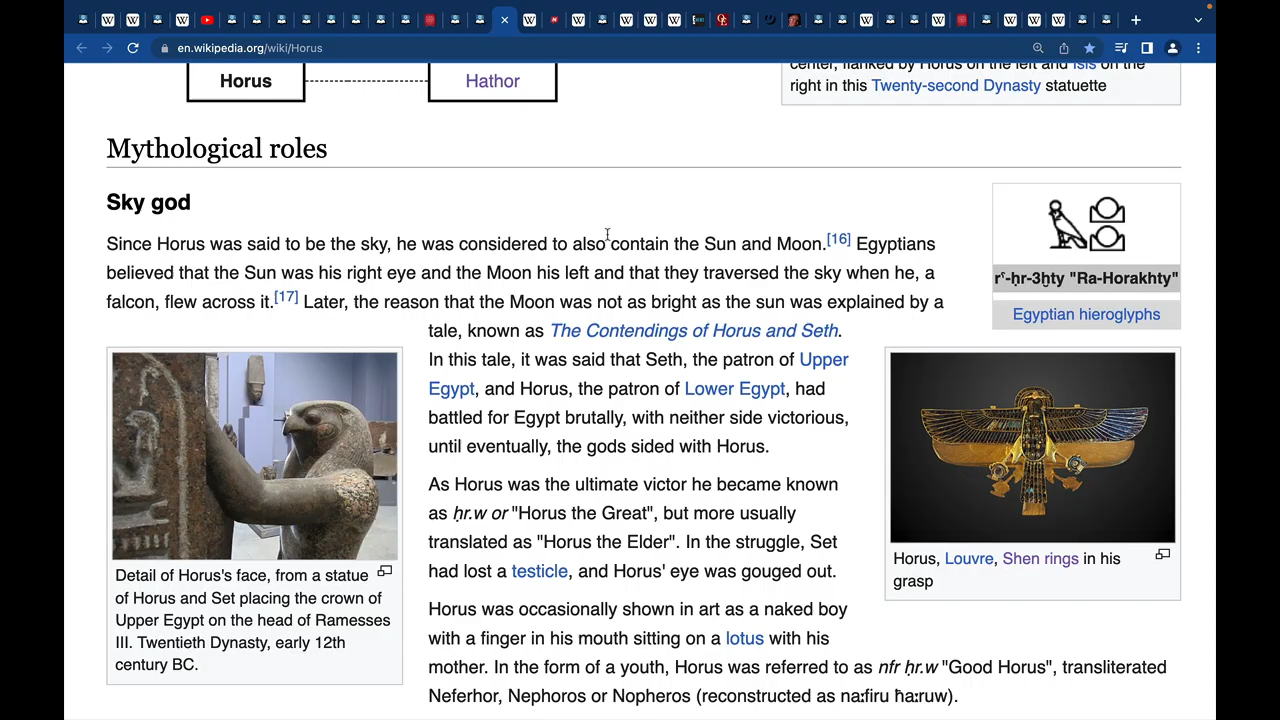 en.wikipedia.org/wiki/Horus
Horus
Hathor
center, flanked by Horus on the left and Isis on the
right in this Twenty-second Dynasty statuette
Mythological roles
Sky god
Since Horus was said to be the sky, he was considered to also contain the Sun and Moon.[16] Egyptians
believed that the Sun was his right eye and the Moon his left and that they traversed the sky when he, a
falcon, flew across it.[17] Later, the reason that the Moon was not as bright as the sun was explained by a
tale, known as The Contendings of Horus and Seth.
In this tale, it was said that Seth, the patron of Upper
Egypt, and Horus, the patron of Lower Egypt, had
battled for Egypt brutally, with neither side victorious,
until eventually, the gods sided with Horus.
As Horus was the ultimate victor he became known
as ḥr.w or "Horus the Great", but more usually
translated as "Horus the Elder". In the struggle, Set
had lost a testicle, and Horus' eye was gouged out.
Horus was occasionally shown in art as a naked boy
with a finger in his mouth sitting on a lotus with his
mother. In the form of a youth, Horus was referred to as nfr ḥr.w "Good Horus", transliterated
Neferhor, Nephoros or Nopheros (reconstructed as naːfiru ħaːruw).
rˁ-ḥr-3ḫty "Ra-Horakhty"
Egyptian hieroglyphs
Detail of Horus's face, from a statue
of Horus and Set placing the crown of
Upper Egypt on the head of Ramesses
III. Twentieth Dynasty, early 12th
century BC.
Horus, Louvre, Shen rings in his
grasp